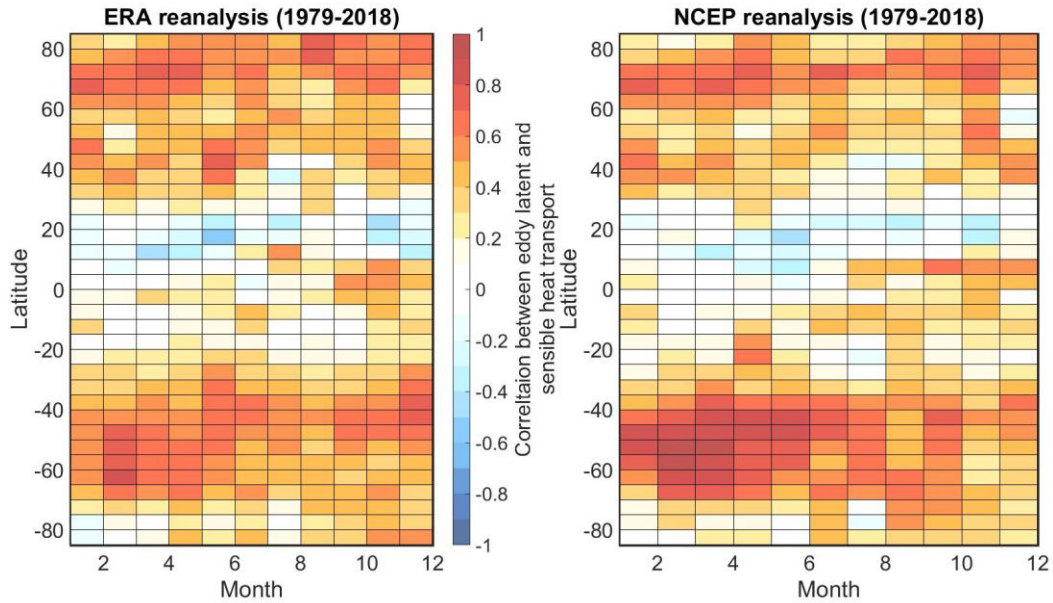 ERA reanalysis (1979-2018)
80
60
40
20
0
-20
-40
-60
-80
Latitude
2 4 6 8 10 12
Month
1
0.8
0.6
0.4
0.2
0
-0.2
-0.4
-0.6
-0.8
-1
Correltaion between eddy latent and
sensible heat transport
NCEP reanalysis (1979-2018)
80
60
40
20
0
-20
-40
-60
-80
Latitude
2 4 6 8 10 12
Month